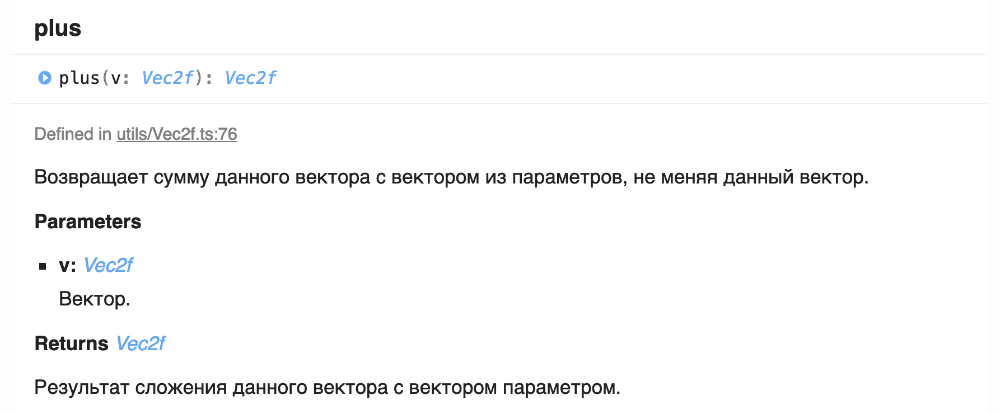 plus
plus(v: Vec2f): Vec2f
Defined in utils/Vec2f.ts:76
Возвращает сумму данного вектора с вектором из параметров, не меняя данный вектор.
Parameters
v: Vec2f
Вектор.
Returns Vec2f
Результат сложения данного вектора с вектором параметром.